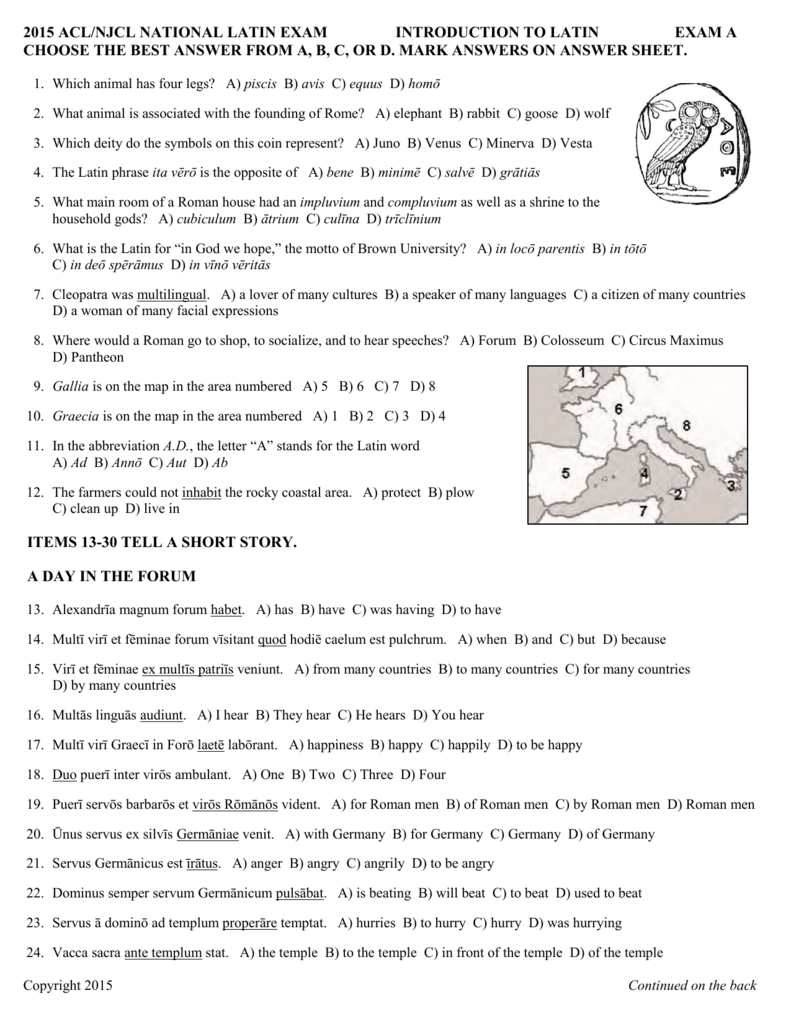 2015 ACL/NJCL NATIONAL LATIN EXAM INTRODUCTION TO LATIN EXAM A
CHOOSE THE BEST ANSWER FROM A, B, C, OR D. MARK ANSWERS ON ANSWER SHEET.
1. Which animal has four legs? A) piscis B) avis C) equus D) homō
2. What animal is associated with the founding of Rome? A) elephant B) rabbit C) goose D) wolf
3. Which deity do the symbols on this coin represent? A) Juno B) Venus C) Minerva D) Vesta
ΑΘΕ
4. The Latin phrase ita vērō is the opposite of A) bene B) minimē C) salvē D) grātiās
5. What main room of a Roman house had an impluvium and compluvium as well as a shrine to the
household gods? A) cubiculum B) ātrium C) culīna D) trīclīnium
6. What is the Latin for “in God we hope,” the motto of Brown University? A) in locō parentis B) in tōtō
C) in deō spērāmus D) in vīnō vēritās
7. Cleopatra was multilingual. A) a lover of many cultures B) a speaker of many languages C) a citizen of many countries
D) a woman of many facial expressions
8. Where would a Roman go to shop, to socialize, and to hear speeches? A) Forum B) Colosseum C) Circus Maximus
D) Pantheon
9. Gallia is on the map in the area numbered A) 5 B) 6 C) 7 D) 8
10. Graecia is on the map in the area numbered A) 1 B) 2 C) 3 D) 4
11. In the abbreviation A.D., the letter “A” stands for the Latin word
A) Ad B) Annō C) Aut D) Ab
12. The farmers could not inhabit the rocky coastal area. A) protect B) plow
C) clean up D) live in
1
6
8
5
4
2
3
7
ITEMS 13-30 TELL A SHORT STORY.
A DAY IN THE FORUM
13. Alexandrīa magnum forum habet. A) has B) have C) was having D) to have
14. Multī virī et fēminae forum vīsitant quod hodiē caelum est pulchrum. A) when B) and C) but D) because
15. Virī et fēminae ex multīs patriīs veniunt. A) from many countries B) to many countries C) for many countries
D) by many countries
16. Multās linguās audiunt. A) I hear B) They hear C) He hears D) You hear
17. Multī virī Graecī in Forō laetē labōrant. A) happiness B) happy C) happily D) to be happy
18. Duo puerī inter virōs ambulant. A) One B) Two C) Three D) Four
19. Puerī servōs barbarōs et virōs Rōmānōs vident. A) for Roman men B) of Roman men C) by Roman men D) Roman men
20. Ūnus servus ex silvīs Germāniae venit. A) with Germany B) for Germany C) Germany D) of Germany
21. Servus Germānicus est īrātus. A) anger B) angry C) angrily D) to be angry
22. Dominus semper servum Germānicum pulsābat. A) is beating B) will beat C) to beat D) used to beat
23. Servus ā dominō ad templum properāre temptat. A) hurries B) to hurry C) hurry D) was hurrying
24. Vacca sacra ante templum stat. A) the temple B) to the temple C) in front of the temple D) of the temple
Copyright 2015 Continued on the back